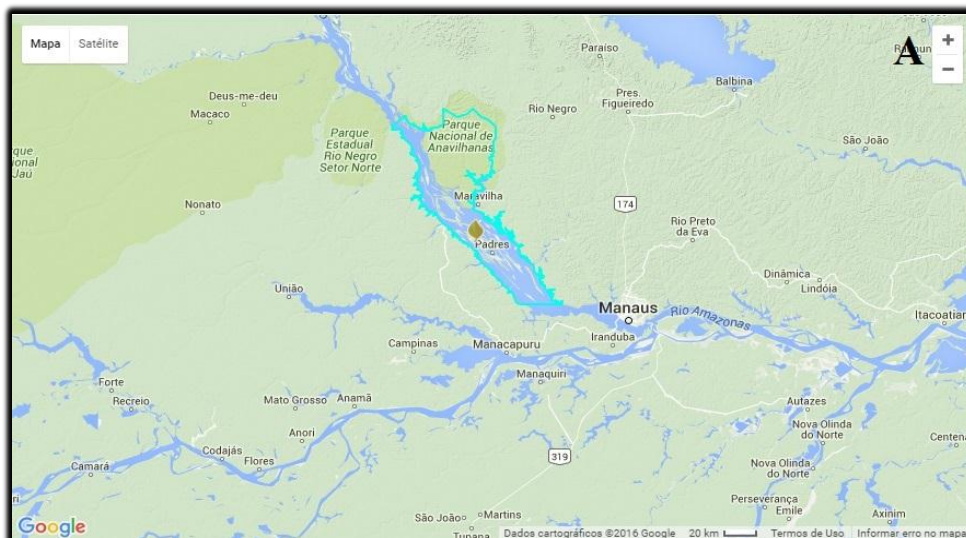 Mapa Satélite
A
+
−
Paraíso
Balbina
Pres.
Figueiredo
Deus-me-deu
Macaco
Rio Negro
Parque
Nacional de
Anavilhanas
Parque
Estadual
Rio Negro
Setor Norte
São João
que
ional
Jaú
Nonato
Maravilha
174
Rio Preto
da Eva
Padres
Dinâmica
Lindóia
União
Manaus
Rio Amazonas
Itacoatian
Campinas
Manacapuru
Iranduba
Manaquiri
Forte
Recreio
Mato Grosso
Anamã
Autazes
Anori
Nova Olinda
do Norte
Codajás
Flores
319
Centena
Camará
Nova Olinda
do Norte
Perseverança
Emile
Axinim
São João
Martins
Tupana
Google
Dados cartográficos ©2016 Google 20 km Termos de Uso Informar erro no mapa